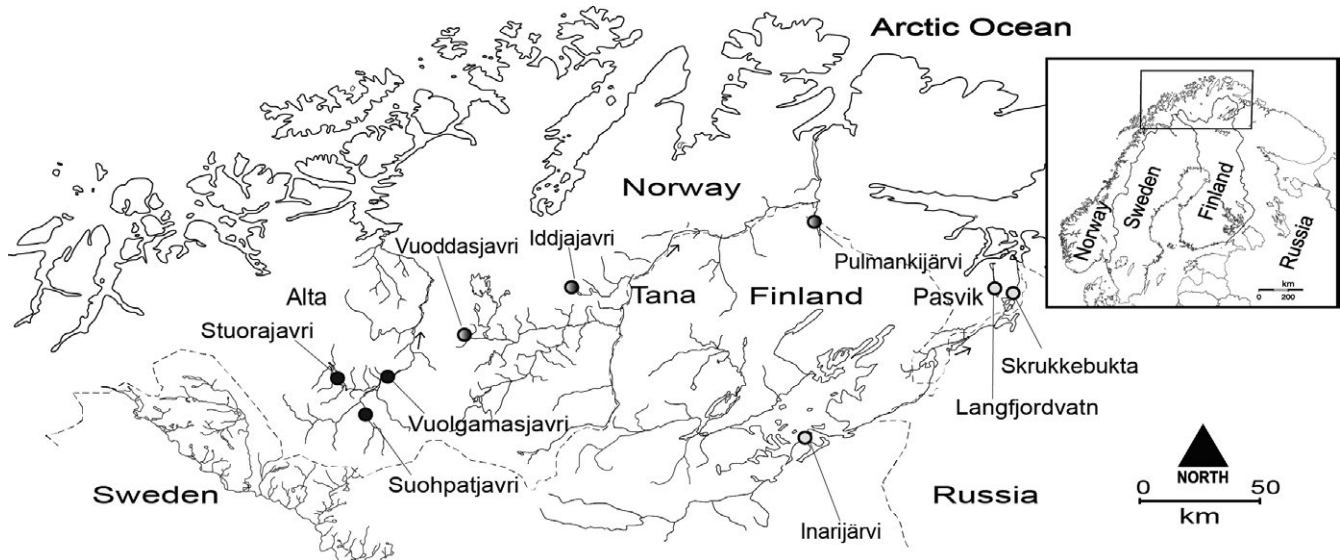 Arctic Ocean
Norway
Vuoddasjavri
Iddjajavri
Pulmankijärvi
Alta
Tana
Finland
Pasvik
Stuorajavri
Skrukkebukta
Langfjordvatn
Vuolgamasjavri
Suohpatjavri
Sweden
Inarijärvi
Russia
NORTH
0 50
km
Norway
Sweden
Finland
Russia
km
0 200